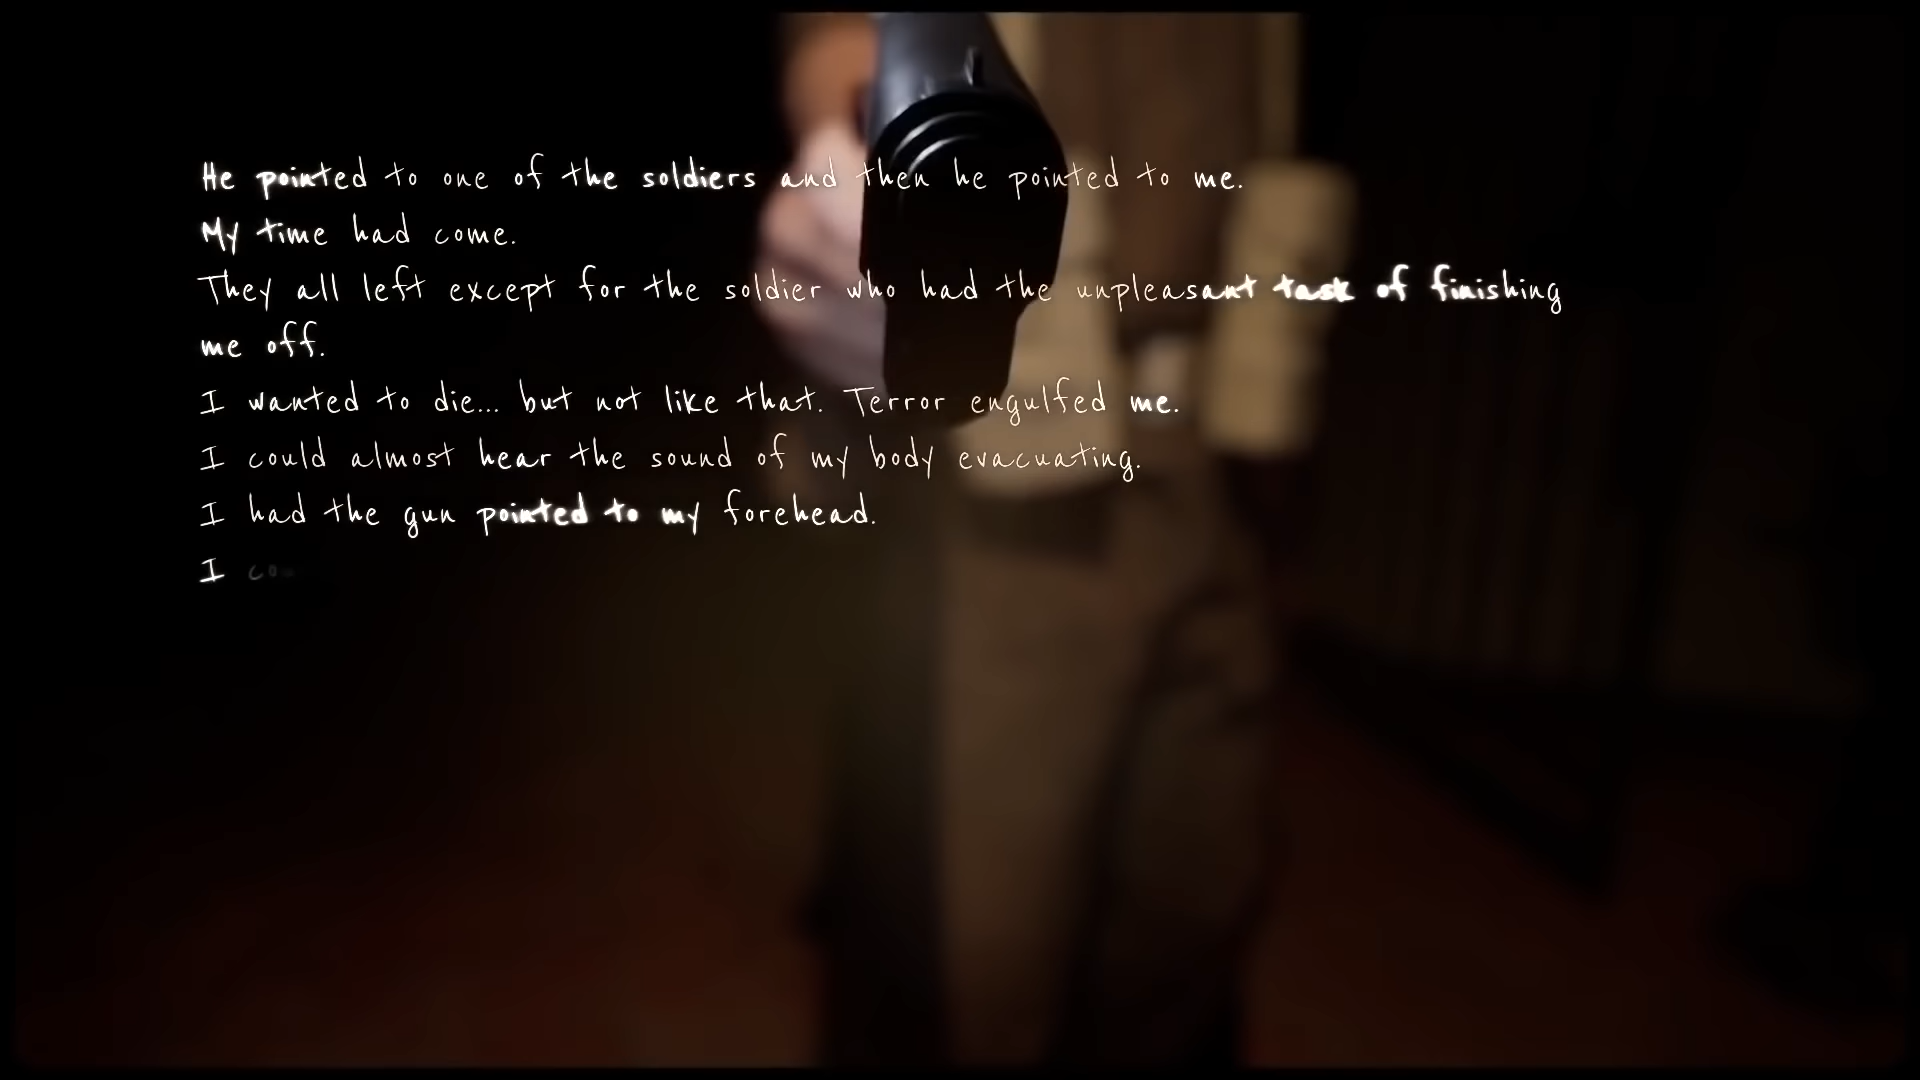 He pointed to one of the soldiers and then he pointed to me.
My time had come.
They all left except for the soldier who had the unpleasant task of finishing
me off.
I wanted to die... but not like that. Terror engulfed me.
I could almost hear the sound of my body evacuating.
I had the gun pointed to my forehead.
I